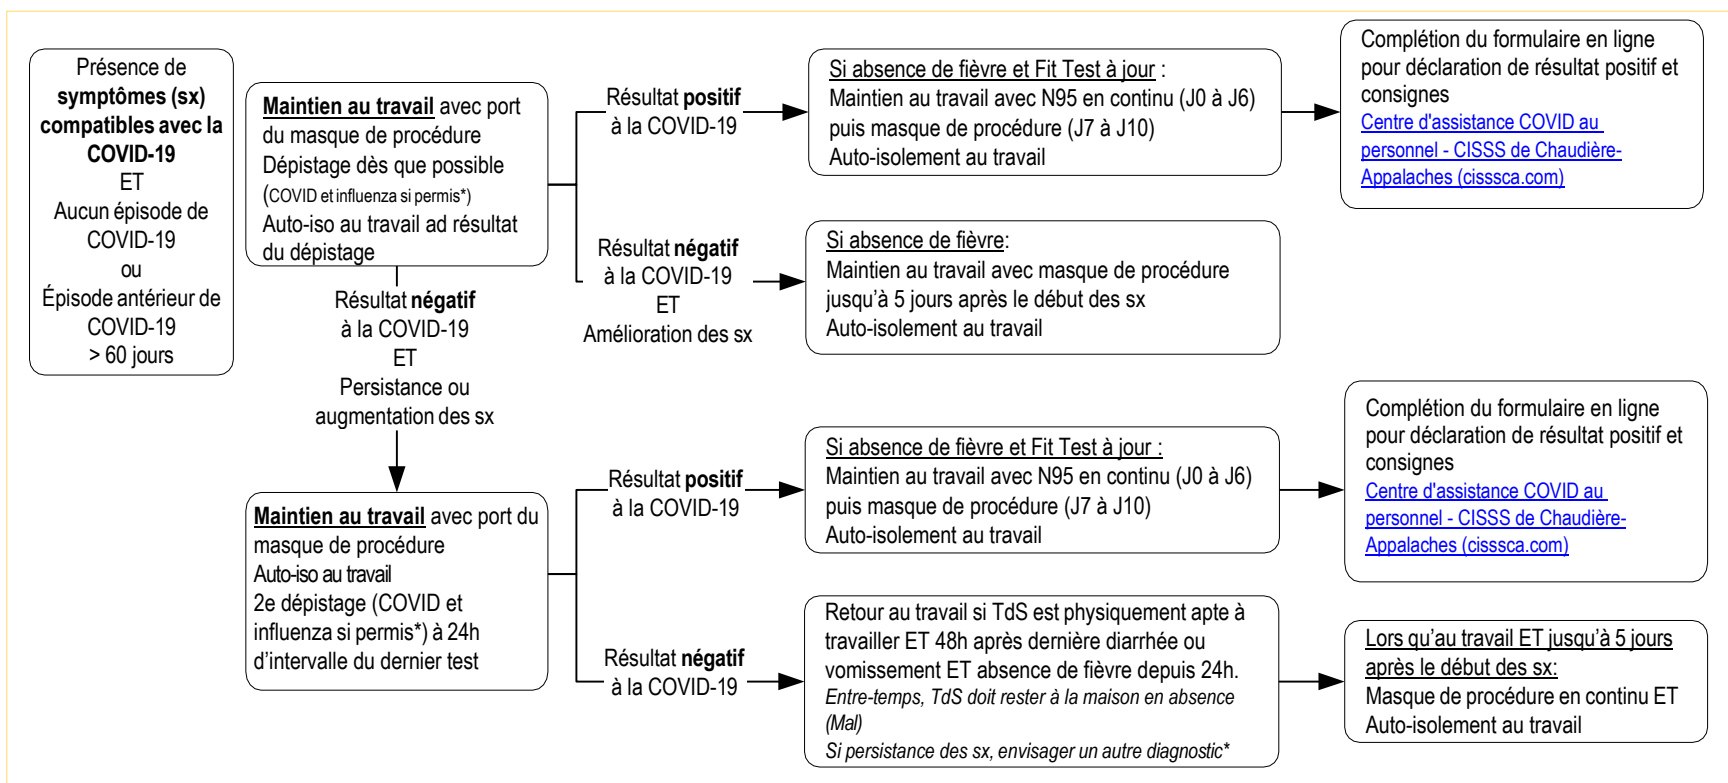 Présence de
symptômes (sx)
compatibles avec la
COVID-19
ET
Aucun épisode de
COVID-19
ou
Épisode antérieur de
COVID-19
> 60 jours
Maintien au travail avec port
du masque de procédure
Dépistage dès que possible
(COVID et influenza si permis*)
Auto-iso au travail ad résultat
du dépistage
Résultat positif
à la COVID-19
Si absence de fièvre et Fit Test à jour :
Maintien au travail avec N95 en continu (J0 à J6)
puis masque de procédure (J7 à J10)
Auto-isolement au travail
Complétion du formulaire en ligne
pour déclaration de résultat positif et
consignes
Centre d'assistance COVID au
personnel - CISSS de Chaudière-
Appalaches (cisssca.com)
Résultat négatif
à la COVID-19
ET
Amélioration des sx
Si absence de fièvre:
Maintien au travail avec masque de procédure
jusqu'à 5 jours après le début des sx
Auto-isolement au travail
Résultat négatif
à la COVID-19
ET
Persistance ou
augmentation des sx
Maintien au travail avec port du
masque de procédure
Auto-iso au travail
2e dépistage (COVID et
influenza si permis*) à 24h
d'intervalle du dernier test
Résultat positif
à la COVID-19
Si absence de fièvre et Fit Test à jour :
Maintien au travail avec N95 en continu (J0 à J6)
puis masque de procédure (J7 à J10)
Auto-isolement au travail
Complétion du formulaire en ligne
pour déclaration de résultat positif et
consignes
Centre d'assistance COVID au
personnel - CISSS de Chaudière-
Appalaches (cisssca.com)
Résultat négatif
à la COVID-19
Retour au travail si TdS est physiquement apte à
travailler ET 48h après dernière diarrhée ou
vomissement ET absence de fièvre depuis 24h.
Entre-temps, TdS doit rester à la maison en absence
(Mal)
Si persistance des sx, envisager un autre diagnostic*
Lors qu'au travail ET jusqu'à 5 jours
après le début des sx:
Masque de procédure en continu ET
Auto-isolement au travail